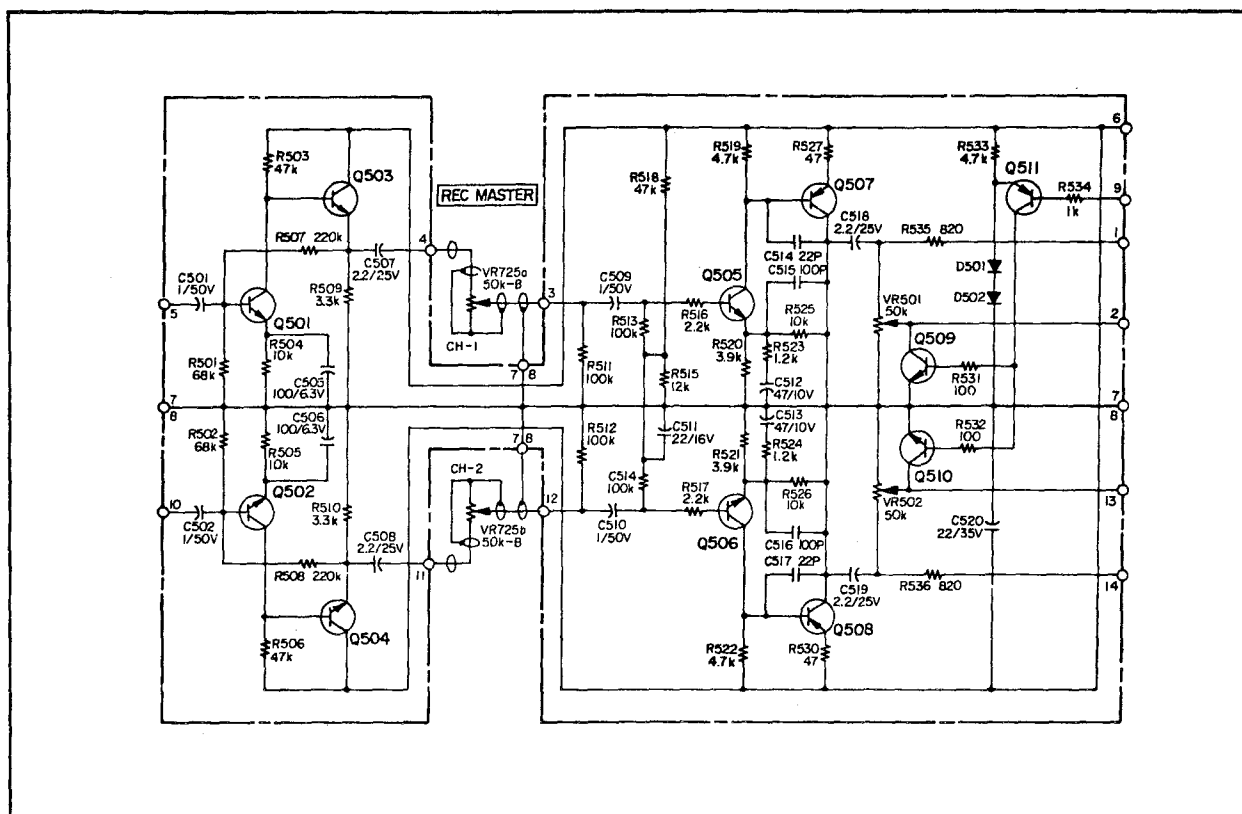 R503
47k
Q503
R507 220k
C507
2.2/25V
R509
3.3k
C501
1/50V
5
Q501
R504
10k
R501
68k
C505
100/6.3V
7
8
C506
100/6.3V
R502
68k
R505
10k
Q502
10
C502
1/50V
R510
3.3k
C508
2.2/25V
R508 220k
11
Q504
R506
47k
REC MASTER
4
VR725a
50k-B
3
CH-1
7 8
7 8
CH-2
VR725b
50k-B
12
C509
1/50V
R513
100k
R511
100k
R512
100k
C514
100k
C510
1/50V
R518
47k
R515
12k
C511
22/16V
R516
2.2k
R517
2.2k
R519
4.7k
Q505
R520
3.9k
R521
3.9k
Q506
R522
4.7k
R527
47
Q507
C514 22P
C515 100P
R525
10k
R523
1.2k
C512
47/10V
C513
47/10V
R524
1.2k
R526
10k
C516 100P
C517 22P
Q508
R530
47
C518
2.2/25V
R535 820
VR501
50k
Q509
R531
100
R532
100
Q510
VR502
50k
C519
2.2/25V
R536 820
R533
4.7k
Q511
R534
1k
D501
D502
C520
22/35V
6
9
1
2
7
8
13
14